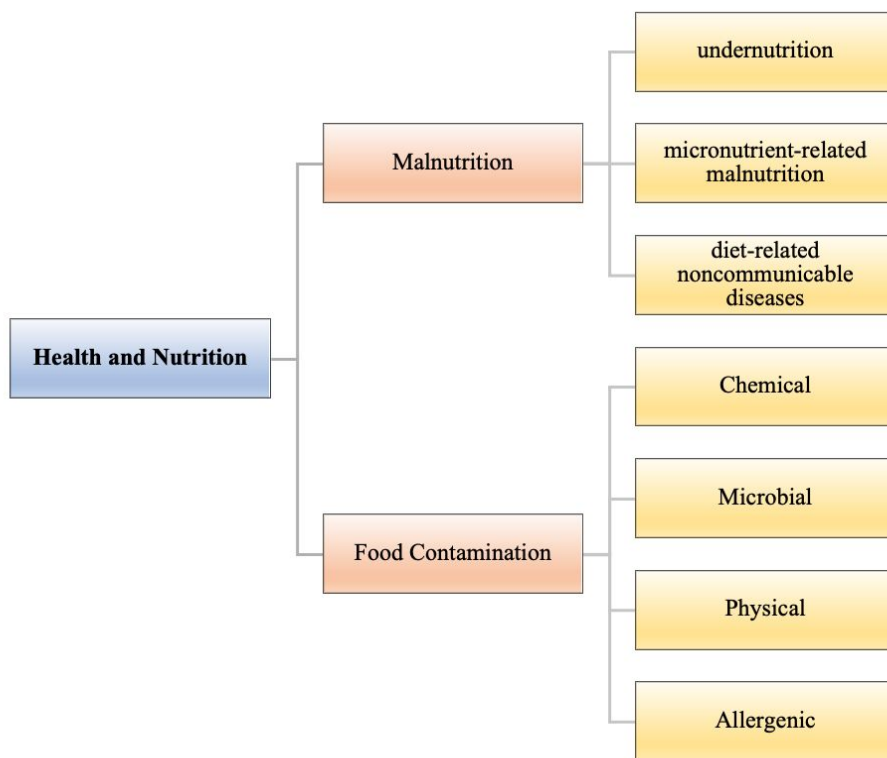 undernutrition
Malnutrition
micronutrient-related
malnutrition
diet-related
noncommunicable
diseases
Health and Nutrition
Chemical
Microbial
Food Contamination
Physical
Allergenic